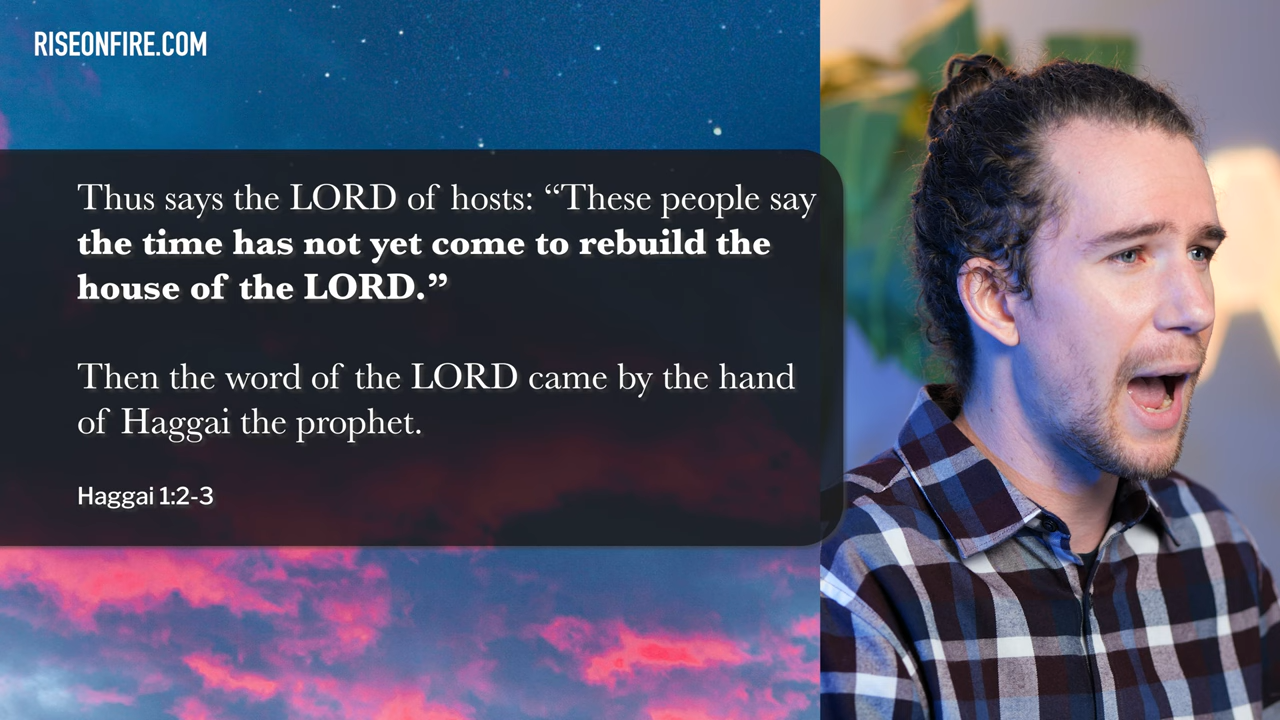 RISEONFIRE.COM
Thus says the LORD of hosts: “These people say
the time has not yet come to rebuild the
house of the LORD.”
Then the word of the LORD came by the hand
of Haggai the prophet.
Haggai 1:2-3